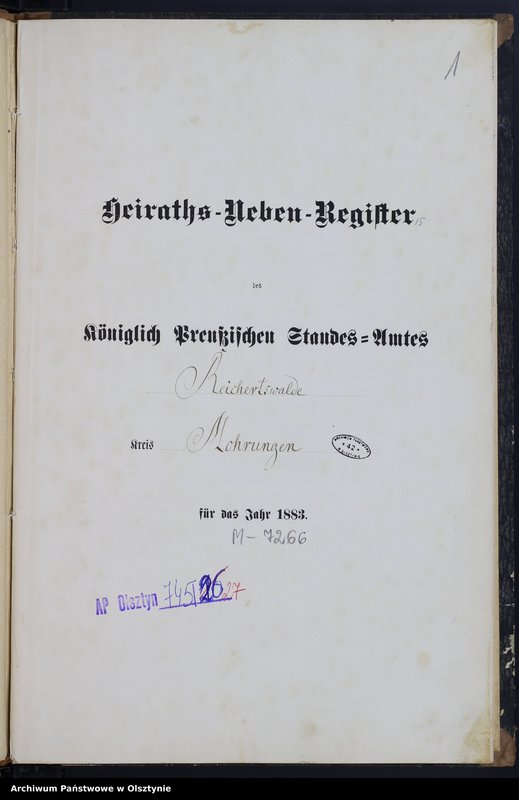 1
Heiraths-Neben-Register
des
Königlich Preußischen Standes=Amtes
Reichertswalde
Kreis Mohrungen
42
für das Jahr 1883.
M-7266
AP Olsztyn 745/26 27
Archiwum Państwowe w Olsztynie